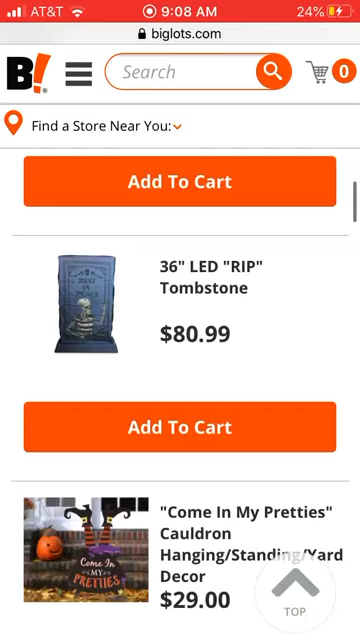 AT&T 9:08 AM 24%
biglots.com
B! Search 0
Find a Store Near You:
Add To Cart
36" LED "RIP"
Tombstone
REST
IN
PEACE
$80.99
Add To Cart
"Come In My Pretties"
Cauldron
Hanging/Standing/Yard
Decor
$29.00
Come In
MY
PRETTIES
TOP